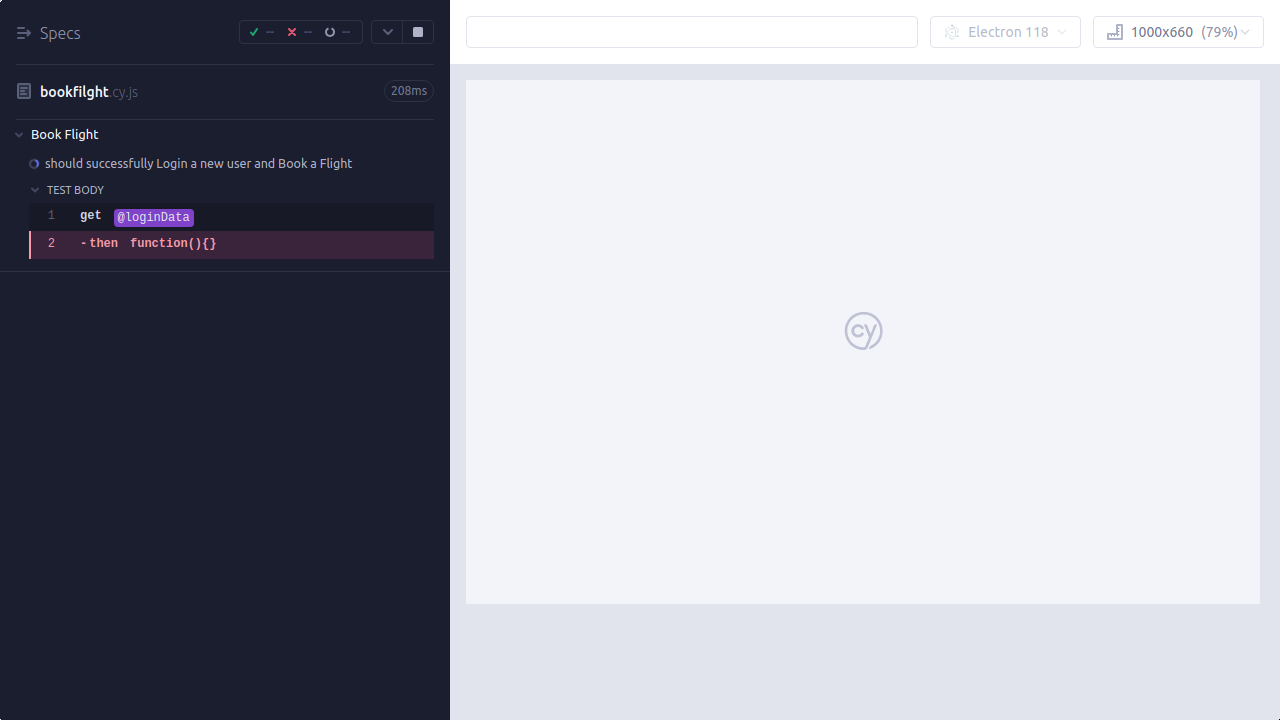 Specs
--
--
--
Electron 118
1000x660 (79%)
bookfilght.cy.js
208ms
Book Flight
should successfully Login a new user and Book a Flight
TEST BODY
1 get @loginData
2 -then function(){}
cy